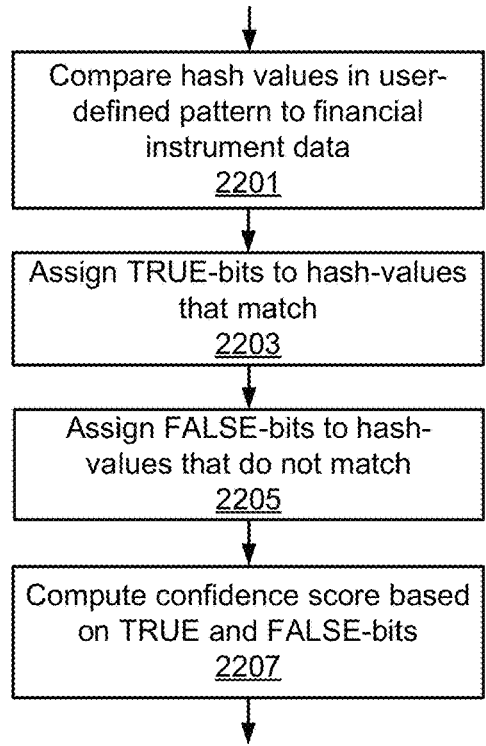 Compare hash values in user-
defined pattern to financial
instrument data
2201
Assign TRUE-bits to hash-values
that match
2203
Assign FALSE-bits to hash-
values that do not match
2205
Compute confidence score based
on TRUE and FALSE-bits
2207